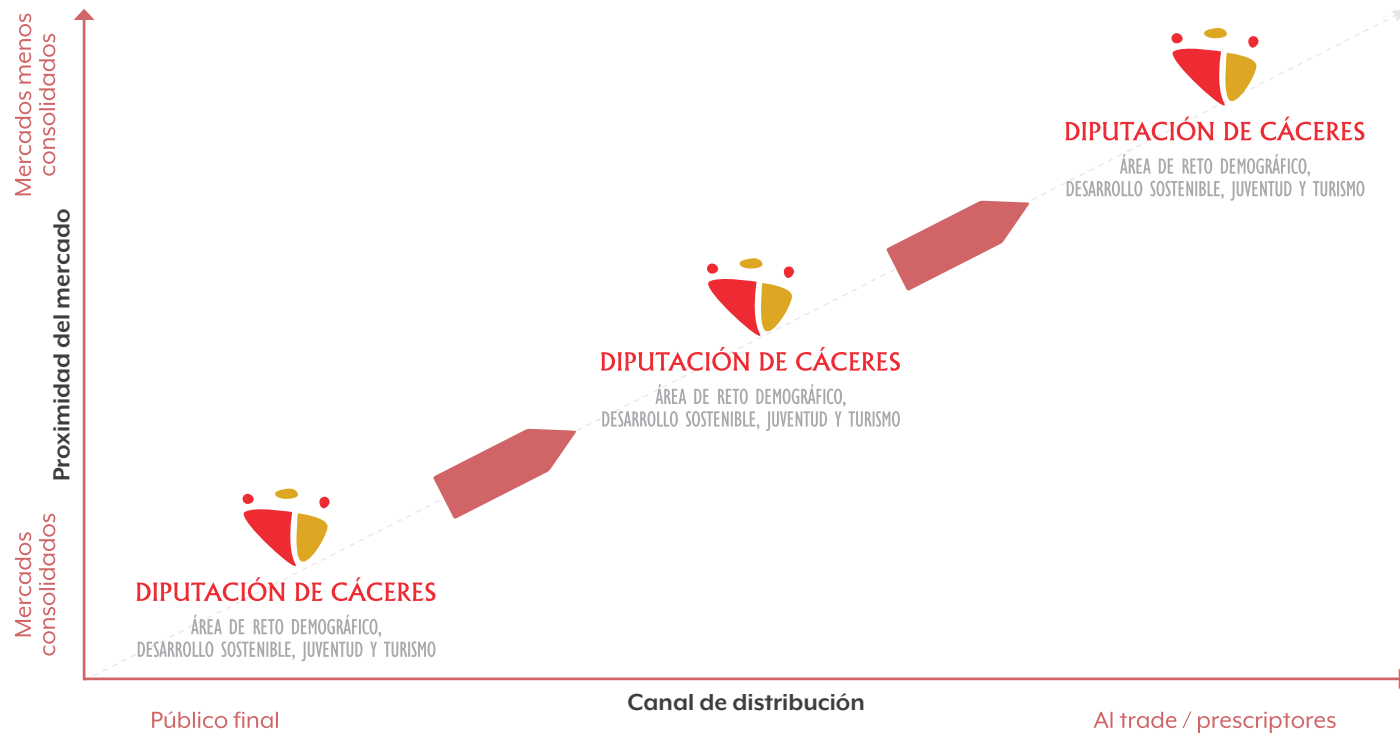 Mercados menos
consolidados
Proximidad del mercado
Mercados
consolidados
DIPUTACIÓN DE CÁCERES
ÁREA DE RETO DEMOGRÁFICO,
DESARROLLO SOSTENIBLE, JUVENTUD Y TURISMO
DIPUTACIÓN DE CÁCERES
ÁREA DE RETO DEMOGRÁFICO,
DESARROLLO SOSTENIBLE, JUVENTUD Y TURISMO
DIPUTACIÓN DE CÁCERES
ÁREA DE RETO DEMOGRÁFICO,
DESARROLLO SOSTENIBLE, JUVENTUD Y TURISMO
Canal de distribución
Público final
Al trade / prescriptores